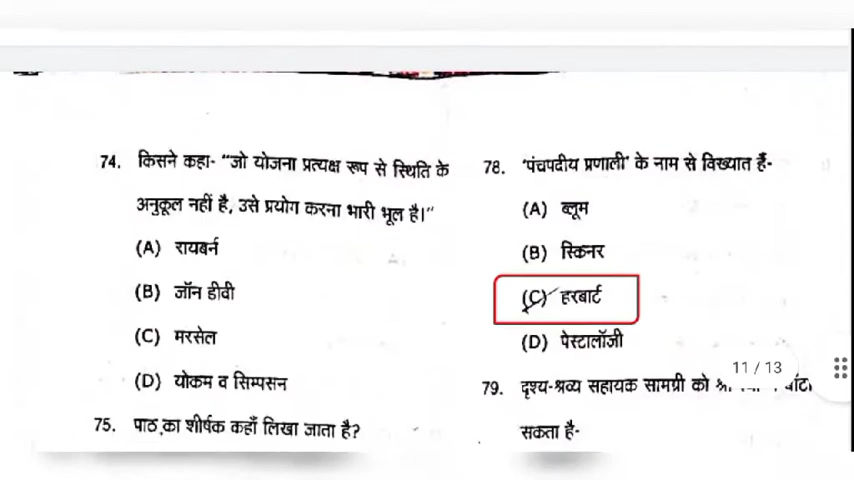 74. किसने कहा- “जो योजना प्रत्यक्ष रूप से स्थिति के
अनुकूल नहीं है, उसे प्रयोग करना भारी भूल है।”
(A) रायबर्न
(B) जॉन डीवी
(C) मरसेल
(D) योकम व सिम्पसन
75. पाठ का शीर्षक कहाँ लिखा जाता है?
78. ‘पंचपदीय प्रणाली’ के नाम से विख्यात हैं-
(A) ब्लूम
(B) स्किनर
(C) हरबार्ट
(D) पेस्टालॉजी
11 / 13
79. दृश्य-श्रव्य सहायक सामग्री को
सकता है-